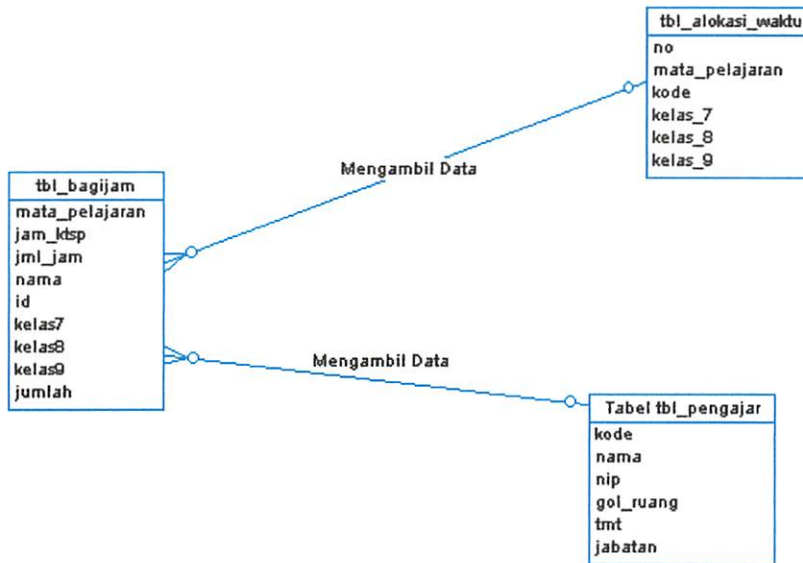 tbl_alokasi_waktu
no
mata_pelajaran
kode
kelas_7
kelas_8
kelas_9
Mengambil Data
tbl_bagijam
mata_pelajaran
jam_ktsp
jml_jam
nama
id
kelas7
kelas8
kelas9
jumlah
Mengambil Data
Tabel tbl_pengajar
kode
nama
nip
gol_ruang
tmt
jabatan